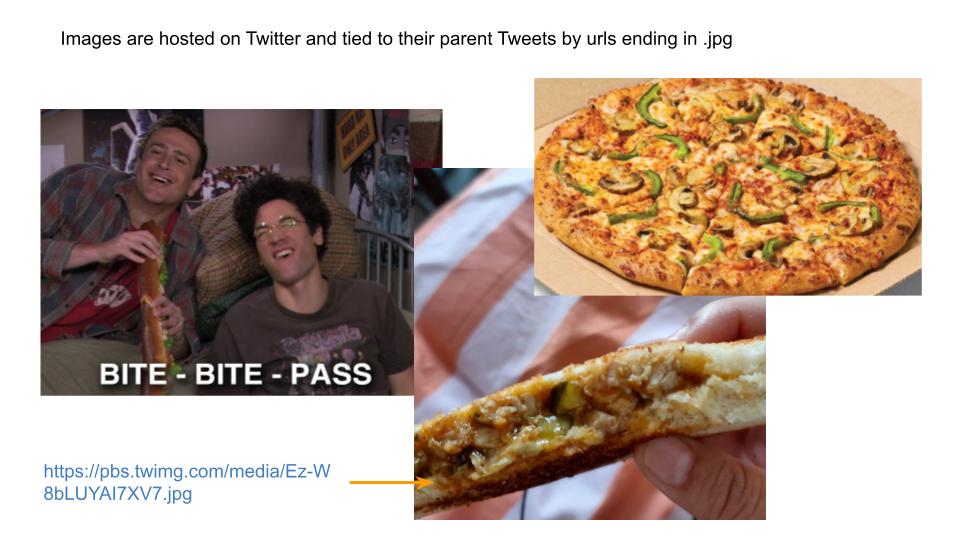 Images are hosted on Twitter and tied to their parent Tweets by urls ending in .jpg
BITE - BITE - PASS
https://pbs.twimg.com/media/Ez-W
8bLUYAI7XV7.jpg